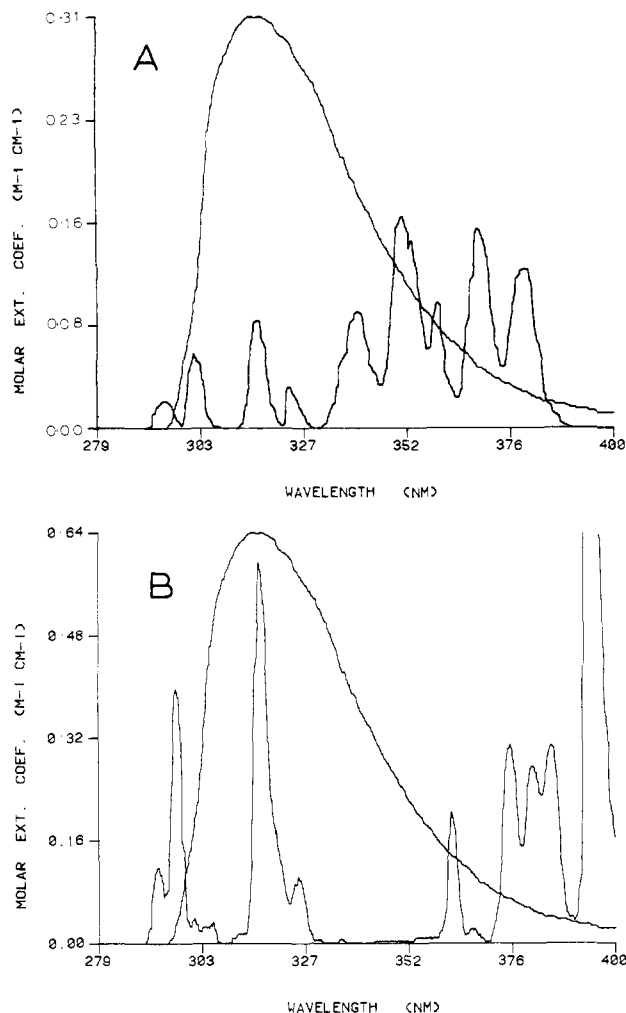 A
0.31
0.23
0.16
0.08
0.00
MOLAR EXT. COEF. (M-1 CM-1)
279 303 327 352 376 400
WAVELENGTH (NM)
B
0.64
0.48
0.32
0.16
0.00
MOLAR EXT. COEF. (M-1 CM-1)
279 303 327 352 376 400
WAVELENGTH (NM)